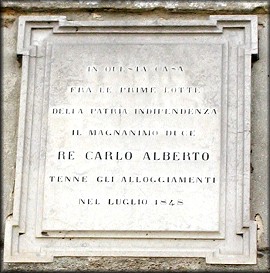 IN QUESTA CASA
FRA LE PRIME LOTTE
DELLA PATRIA INDIPENDENZA
IL MAGNANIMO DUCE
RE CARLO ALBERTO
TENNE GLI ALLOGGIAMENTI
NEL LUGLIO 1848